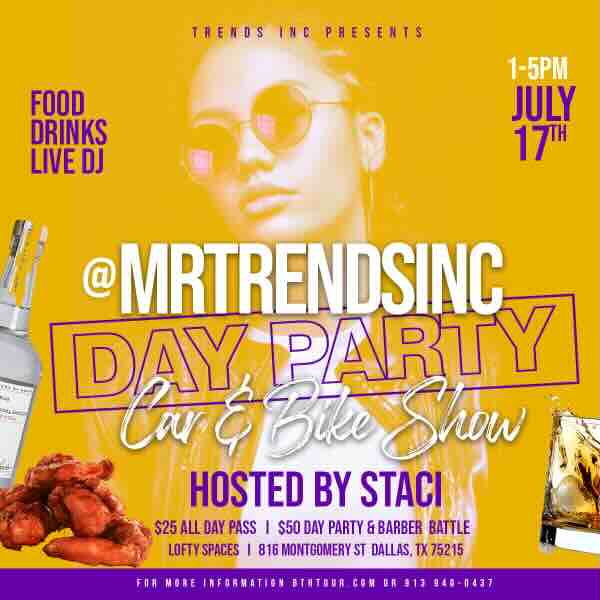 TRENDS INC PRESENTS
1-5PM
JULY
17TH
FOOD
DRINKS
LIVE DJ
@MRTRENDSINC
DAY PARTY
Car & Bike Show
HOSTED BY STACI
$25 ALL DAY PASS | $50 DAY PARTY & BARBER BATTLE
LOFTY SPACES | 816 MONTGOMERY ST DALLAS, TX 75215
FOR MORE INFORMATION BTHTOUR.COM OR 913 940-0437